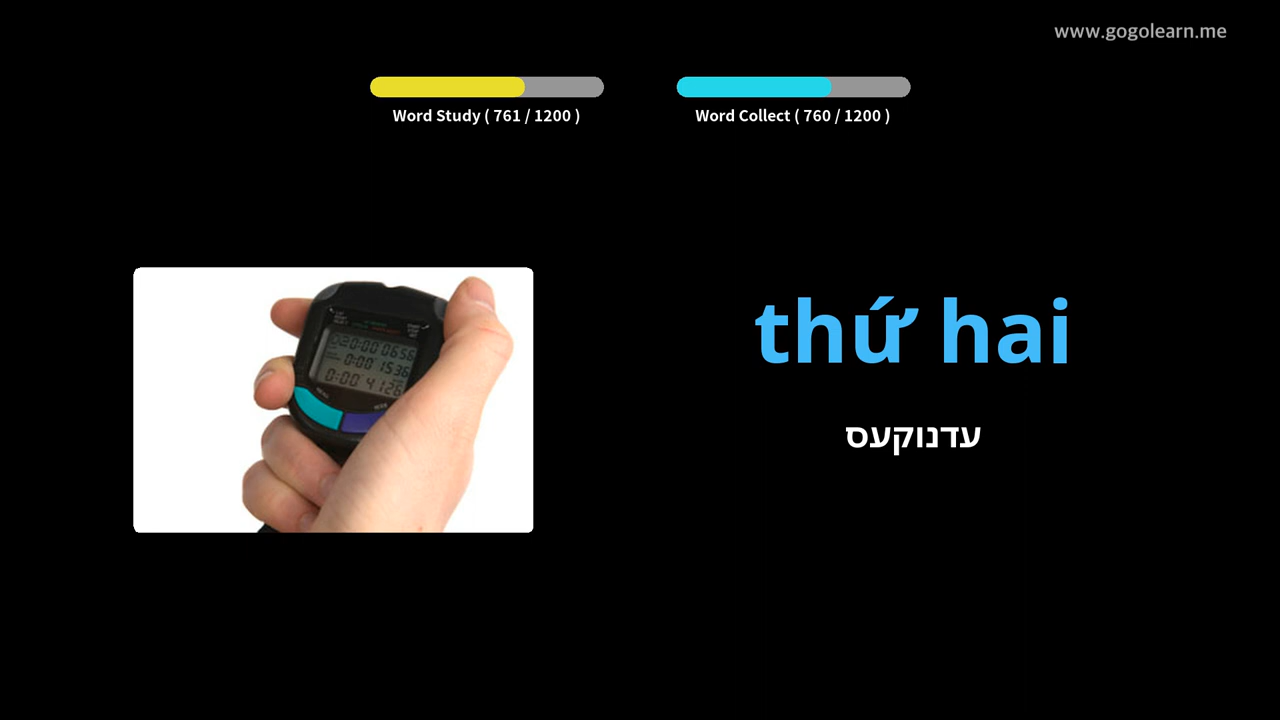 www.gogolearn.me
Word Study ( 761 / 1200 )
Word Collect ( 760 / 1200 )
thứ hai
עדנוקעס